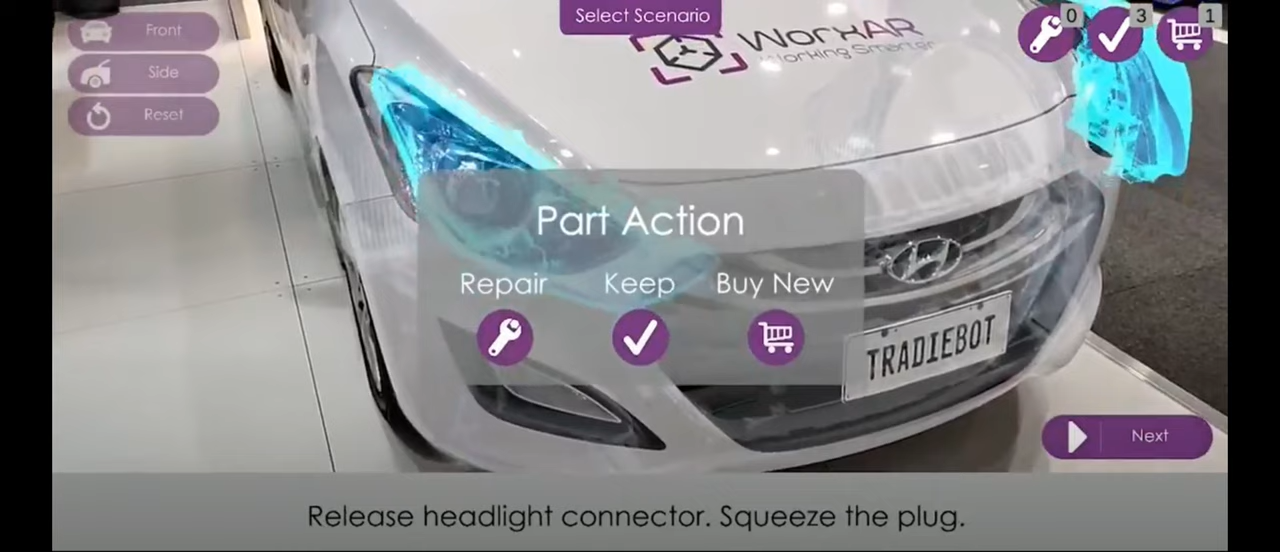 Select Scenario
0
3
1
Front
Side
Reset
WorxAR
Working Smarter
Part Action
Repair
Keep
Buy New
TRADIEBOT
Next
Release headlight connector. Squeeze the plug.